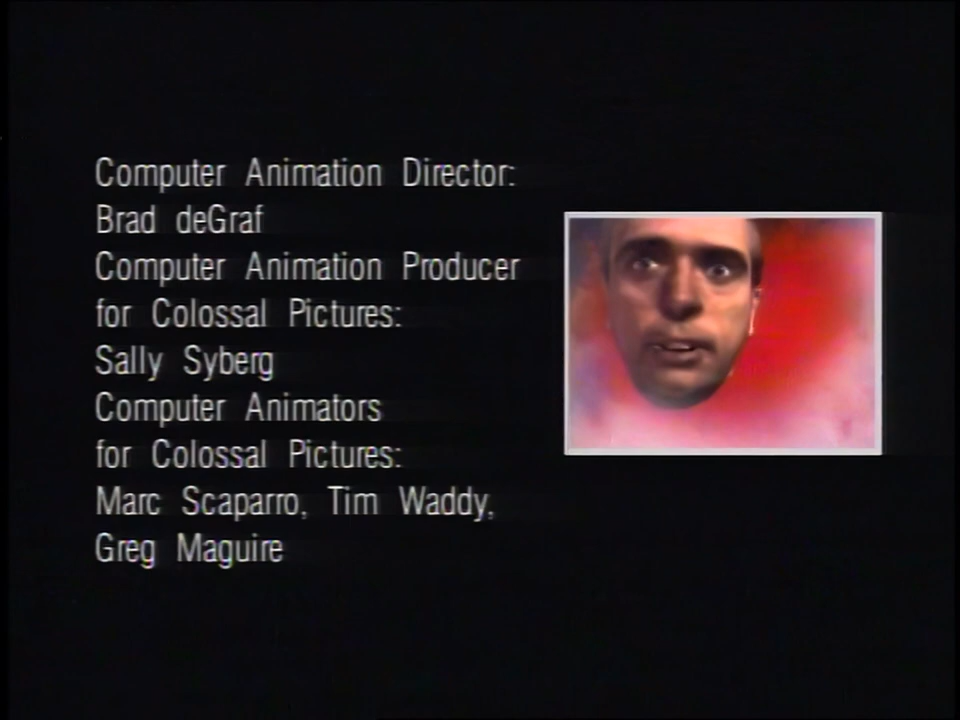 Computer Animation Director:
Brad deGraf
Computer Animation Producer
for Colossal Pictures:
Sally Syberg
Computer Animators
for Colossal Pictures:
Marc Scaparro, Tim Waddy,
Greg Maguire